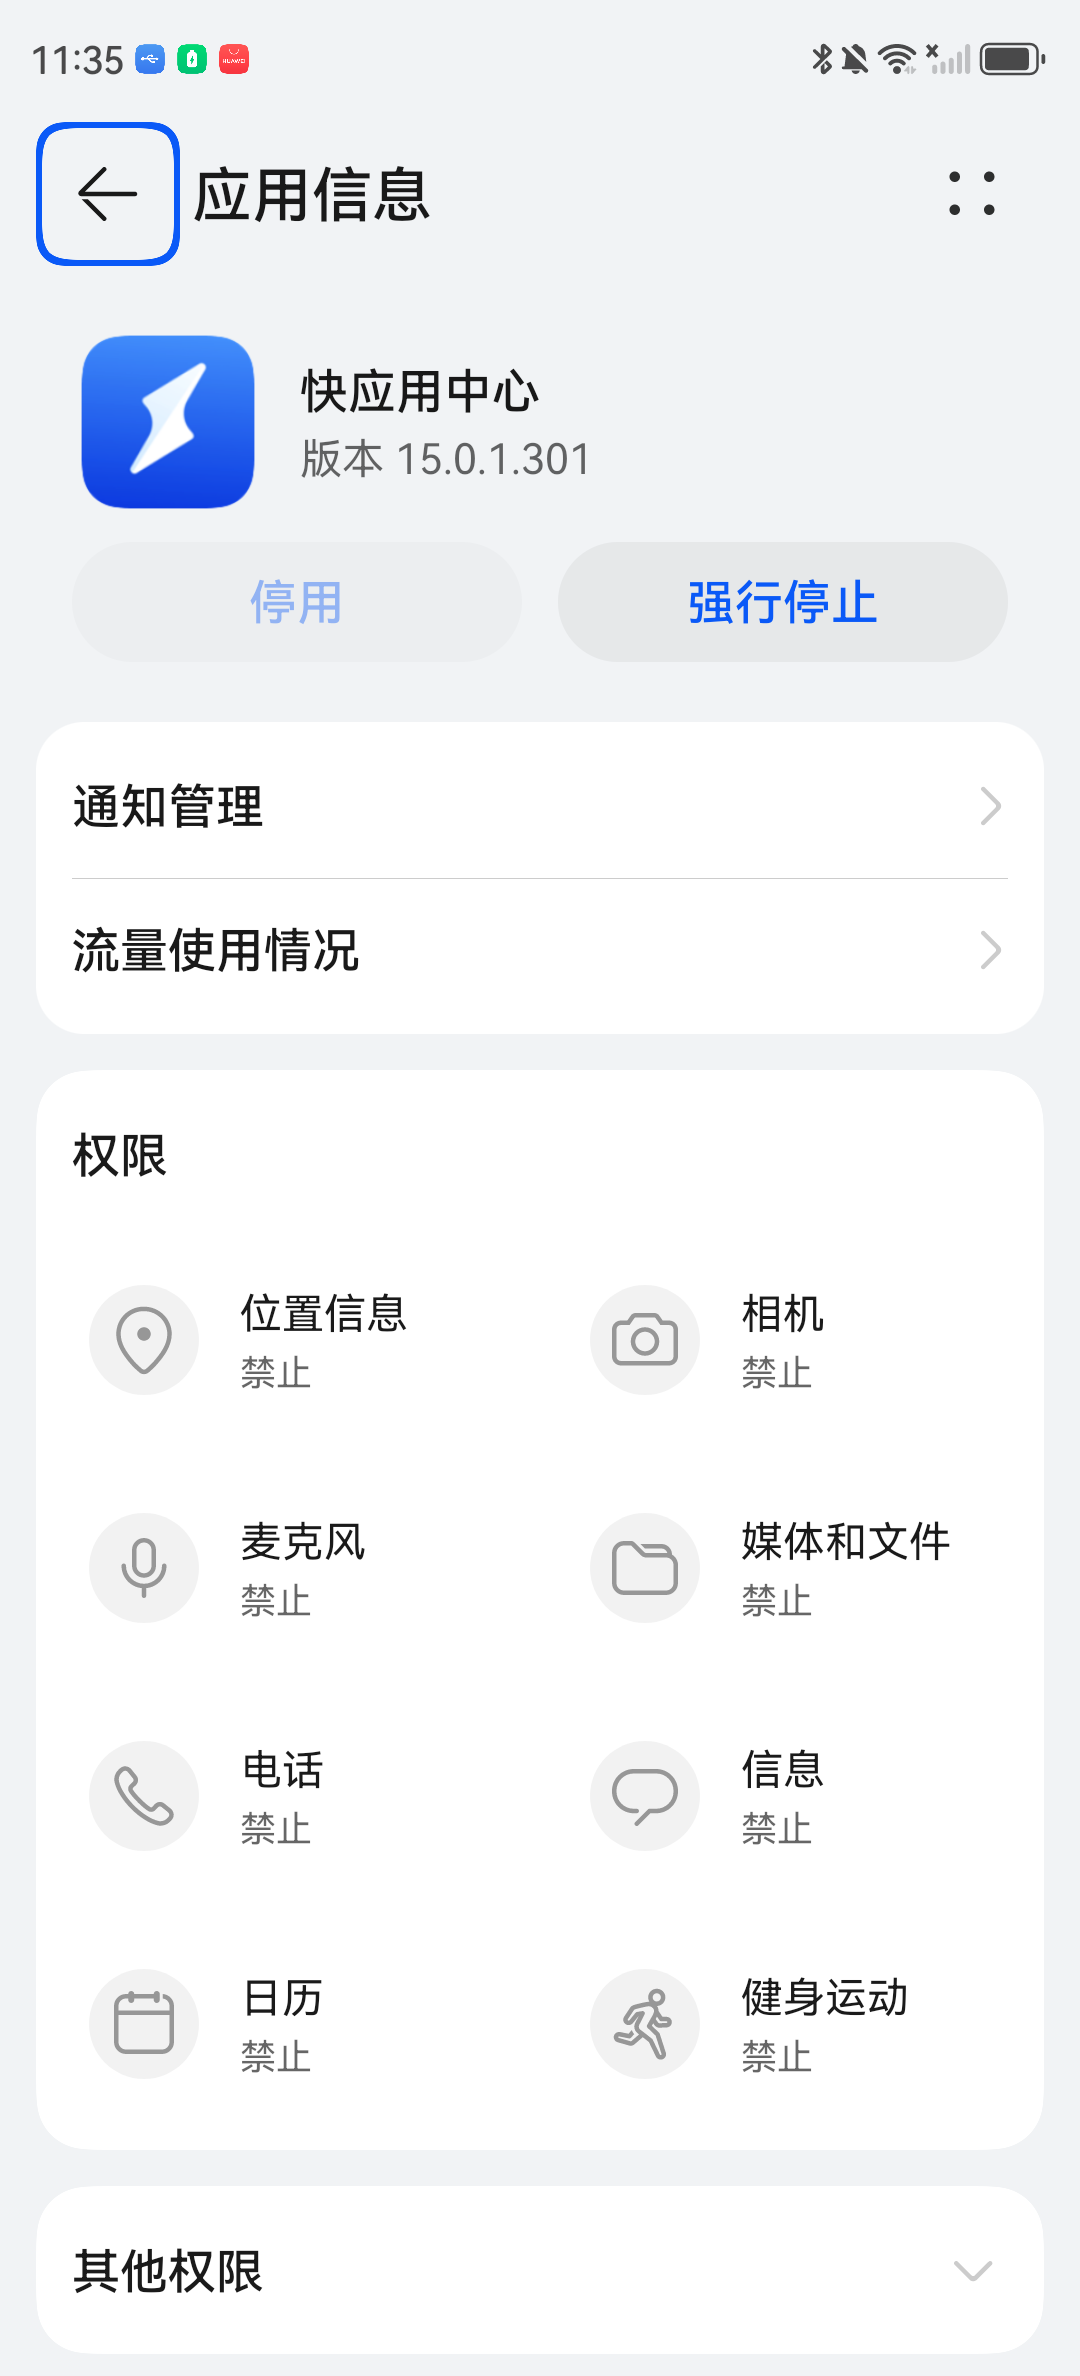 11:35
HUAWEI
应用信息
快应用中心
版本 15.0.1.301
停用
强行停止
通知管理
流量使用情况
权限
位置信息
禁止
相机
禁止
麦克风
禁止
媒体和文件
禁止
电话
禁止
信息
禁止
日历
禁止
健身运动
禁止
其他权限